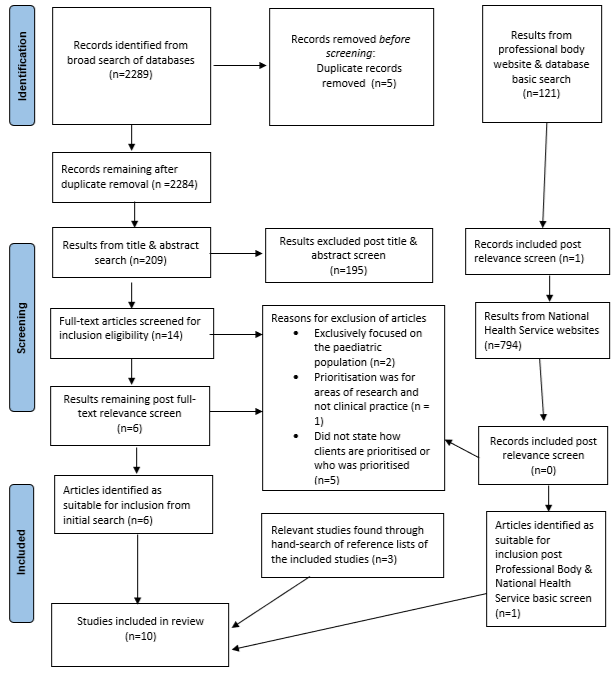 Identification
Records identified from
broad search of databases
(n=2289)
Records removed before
screening:
Duplicate records
removed (n=5)
Results from
professional body
website & database
basic search
(n=121)
Records remaining after
duplicate removal (n =2284)
Screening
Results from title & abstract
search (n=209)
Results excluded post title &
abstract screen
(n=195)
Records included post
relevance screen (n=1)
Full-text articles screened for
inclusion eligibility (n=14)
Reasons for exclusion of articles
• Exclusively focused on
the paediatric
population (n=2)
• Prioritisation was for
areas of research and
not clinical practice (n =
1)
• Did not state how
clients are prioritised or
who was prioritised
(n=5)
Results from National
Health Service websites
(n=794)
Results remaining post full-
text relevance screen
(n=6)
Records included post
relevance screen
(n=0)
Included
Articles identified as
suitable for inclusion from
initial search (n=6)
Relevant studies found through
hand-search of reference lists of
the included studies (n=3)
Articles identified as
suitable for
inclusion post
Professional Body &
National Health
Service basic screen
(n=1)
Studies included in review
(n=10)